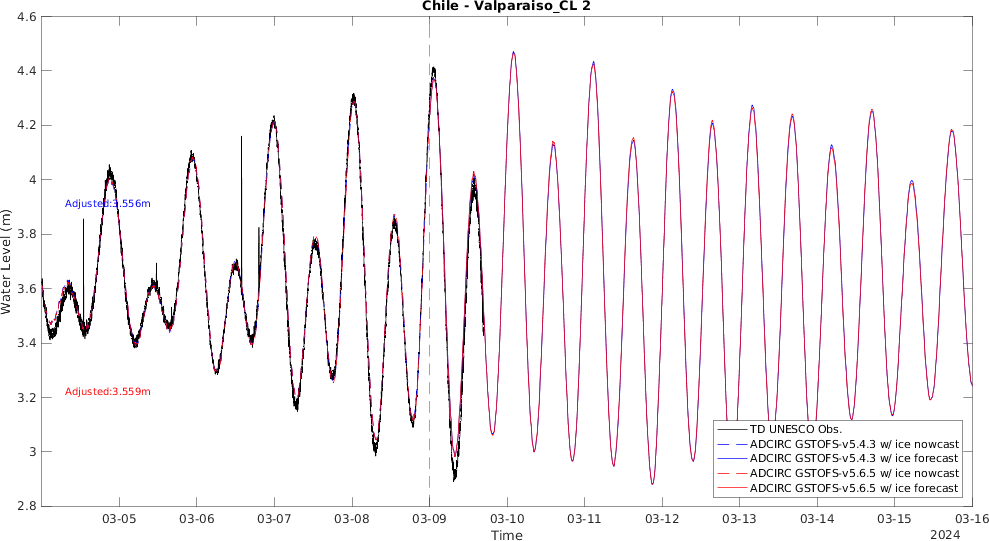 Chile - Valparaiso_CL 2
4.6
4.4
4.2
4
3.8
3.6
3.4
3.2
3
2.8
Water Level (m)
Adjusted:3.556m
Adjusted:3.559m
TD UNESCO Obs.
ADCIRC GSTOFS-v5.4.3 w/ ice nowcast
ADCIRC GSTOFS-v5.4.3 w/ ice forecast
ADCIRC GSTOFS-v5.6.5 w/ ice nowcast
ADCIRC GSTOFS-v5.6.5 w/ ice forecast
03-05 03-06 03-07 03-08 03-09 03-10 03-11 03-12 03-13 03-14 03-15 03-16
Time
2024